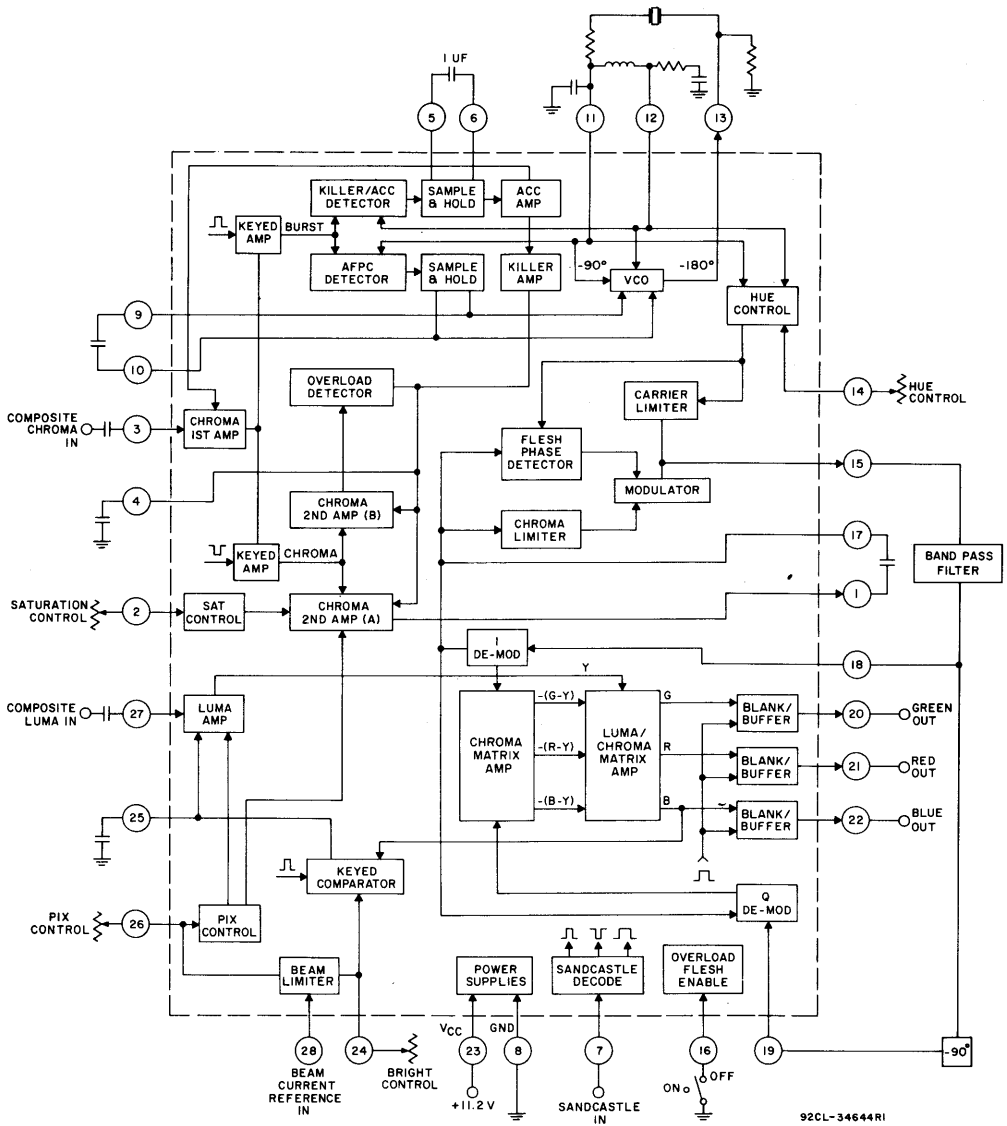 1 UF
5
6
11
12
13
KILLER/ACC
DETECTOR
SAMPLE
& HOLD
ACC
AMP
KEYED
AMP
BURST
AFPC
DETECTOR
SAMPLE
& HOLD
KILLER
AMP
-90°
VCO
-180°
HUE
CONTROL
9
10
OVERLOAD
DETECTOR
CARRIER
LIMITER
14
HUE
CONTROL
COMPOSITE
CHROMA
IN
3
CHROMA
IST AMP
FLESH
PHASE
DETECTOR
15
MODULATOR
4
CHROMA
2ND AMP (B)
CHROMA
LIMITER
17
KEYED
AMP
CHROMA
BAND PASS
FILTER
SATURATION
CONTROL
2
SAT
CONTROL
CHROMA
2ND AMP (A)
1
I
DE-MOD
18
Y
COMPOSITE
LUMA IN
27
LUMA
AMP
CHROMA
MATRIX
AMP
-(G-Y)
-(R-Y)
-(B-Y)
LUMA/
CHROMA
MATRIX
AMP
G
R
B
BLANK/
BUFFER
20
GREEN
OUT
BLANK/
BUFFER
21
RED
OUT
BLANK/
BUFFER
22
BLUE
OUT
25
KEYED
COMPARATOR
Q
DE-MOD
PIX
CONTROL
26
PIX
CONTROL
BEAM
LIMITER
POWER
SUPPLIES
SANDCASTLE
DECODE
OVERLOAD
FLESH
ENABLE
28
BEAM
CURRENT
REFERENCE
IN
24
BRIGHT
CONTROL
VCC
23
+11.2 V
GND
8
7
SANDCASTLE
IN
16
ON
OFF
19
-90°
92CL-34644R1